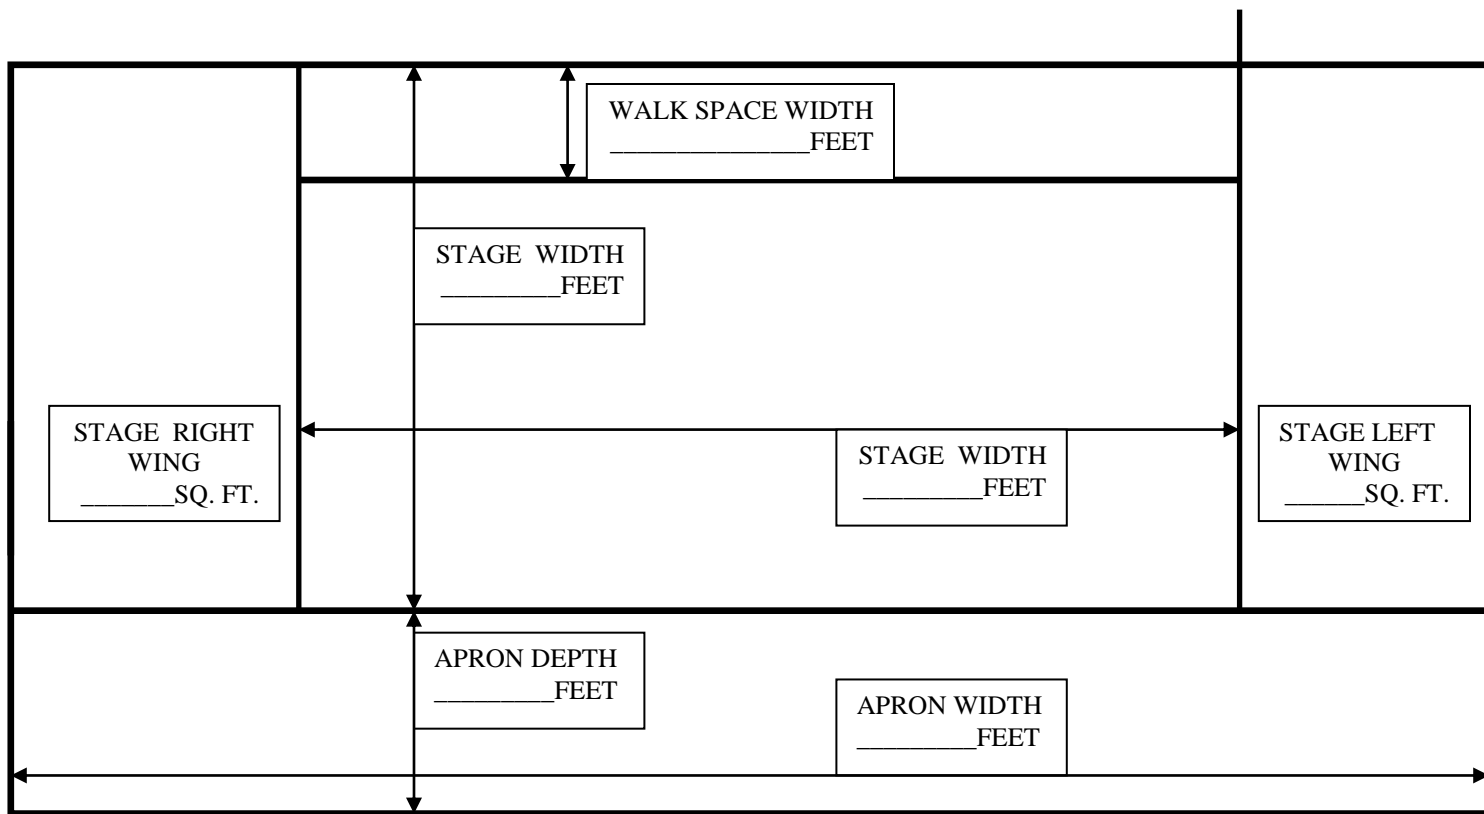 WALK SPACE WIDTH
_______________FEET
STAGE  WIDTH
_________FEET
STAGE  RIGHT
WING
_______SQ. FT.
STAGE  WIDTH
_________FEET
STAGE LEFT
WING
______SQ. FT.
APRON DEPTH
_________FEET
APRON WIDTH
_________FEET